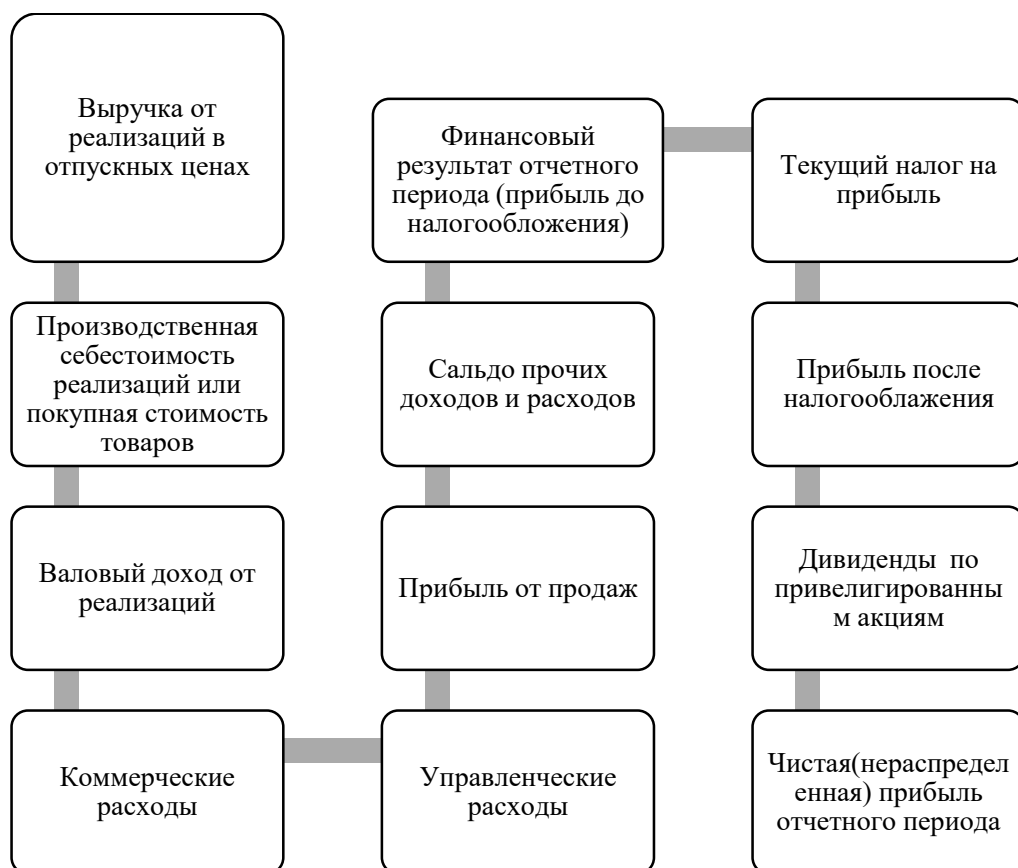 Выручка от
реализаций в
отпускных ценах
Производственная
себестоимость
реализаций или
покупная стоимость
товаров
Валовый доход от
реализаций
Коммерческие
расходы
Управленческие
расходы
Прибыль от продаж
Сальдо прочих
доходов и расходов
Финансовый
результат отчетного
периода (прибыль до
налогообложения)
Текущий налог на
прибыль
Прибыль после
налогооблажения
Дивиденды по
привелигированны
м акциям
Чистая(нераспредел
енная) прибыль
отчетного периода